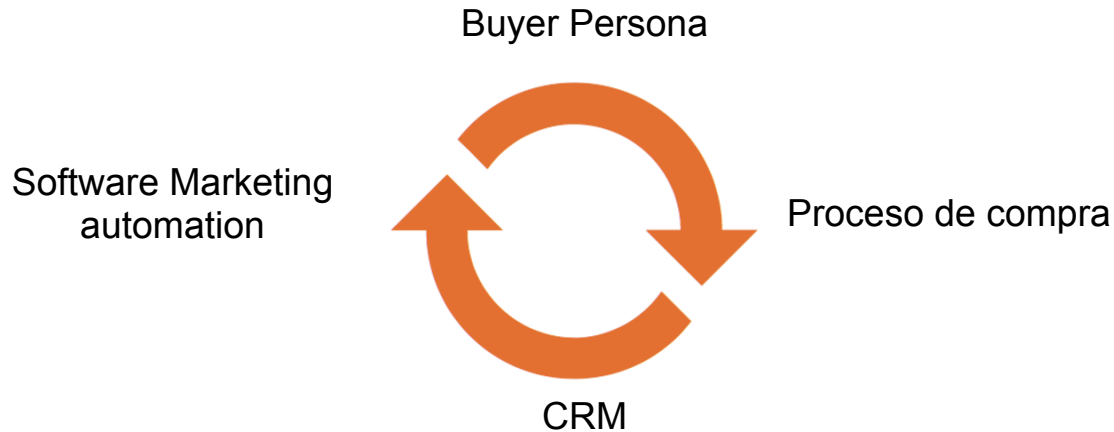 Buyer Persona
Software Marketing
automation
Proceso de compra
CRM